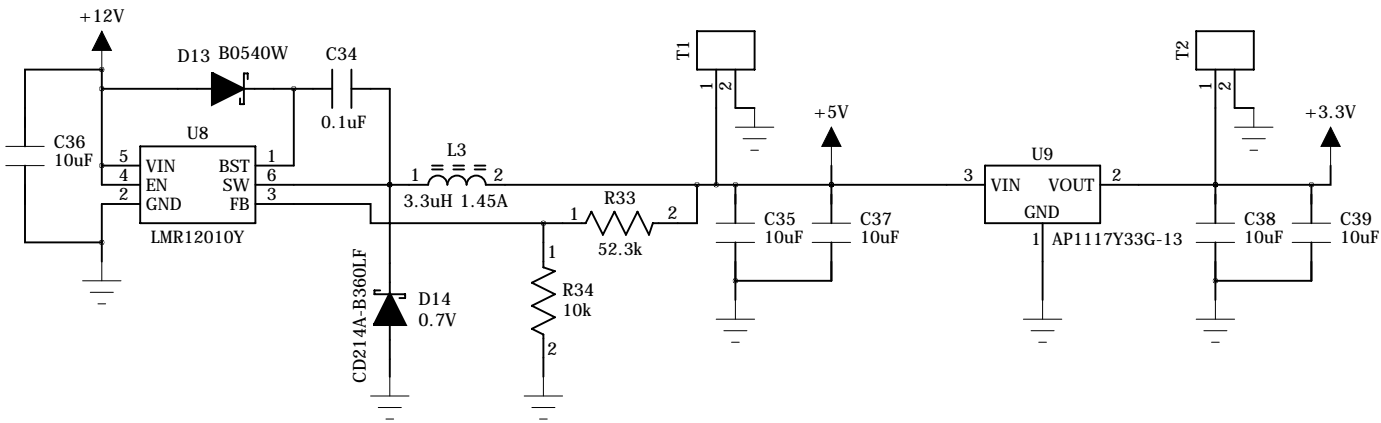 +12V
D13 B0540W
C34
0.1uF
C36
10uF
U8
5 VIN
4 EN
2 GND
BST 1
SW 6
FB 3
LMR12010Y
L3
1
2
3.3uH 1.45A
R33
1
2
52.3k
1
R34
10k
2
CD214A-B360LF
D14
0.7V
T1
1
2
+5V
C35
10uF
C37
10uF
U9
3
VIN VOUT
2
GND
1
AP1117Y33G-13
T2
1
2
+3.3V
C38
10uF
C39
10uF